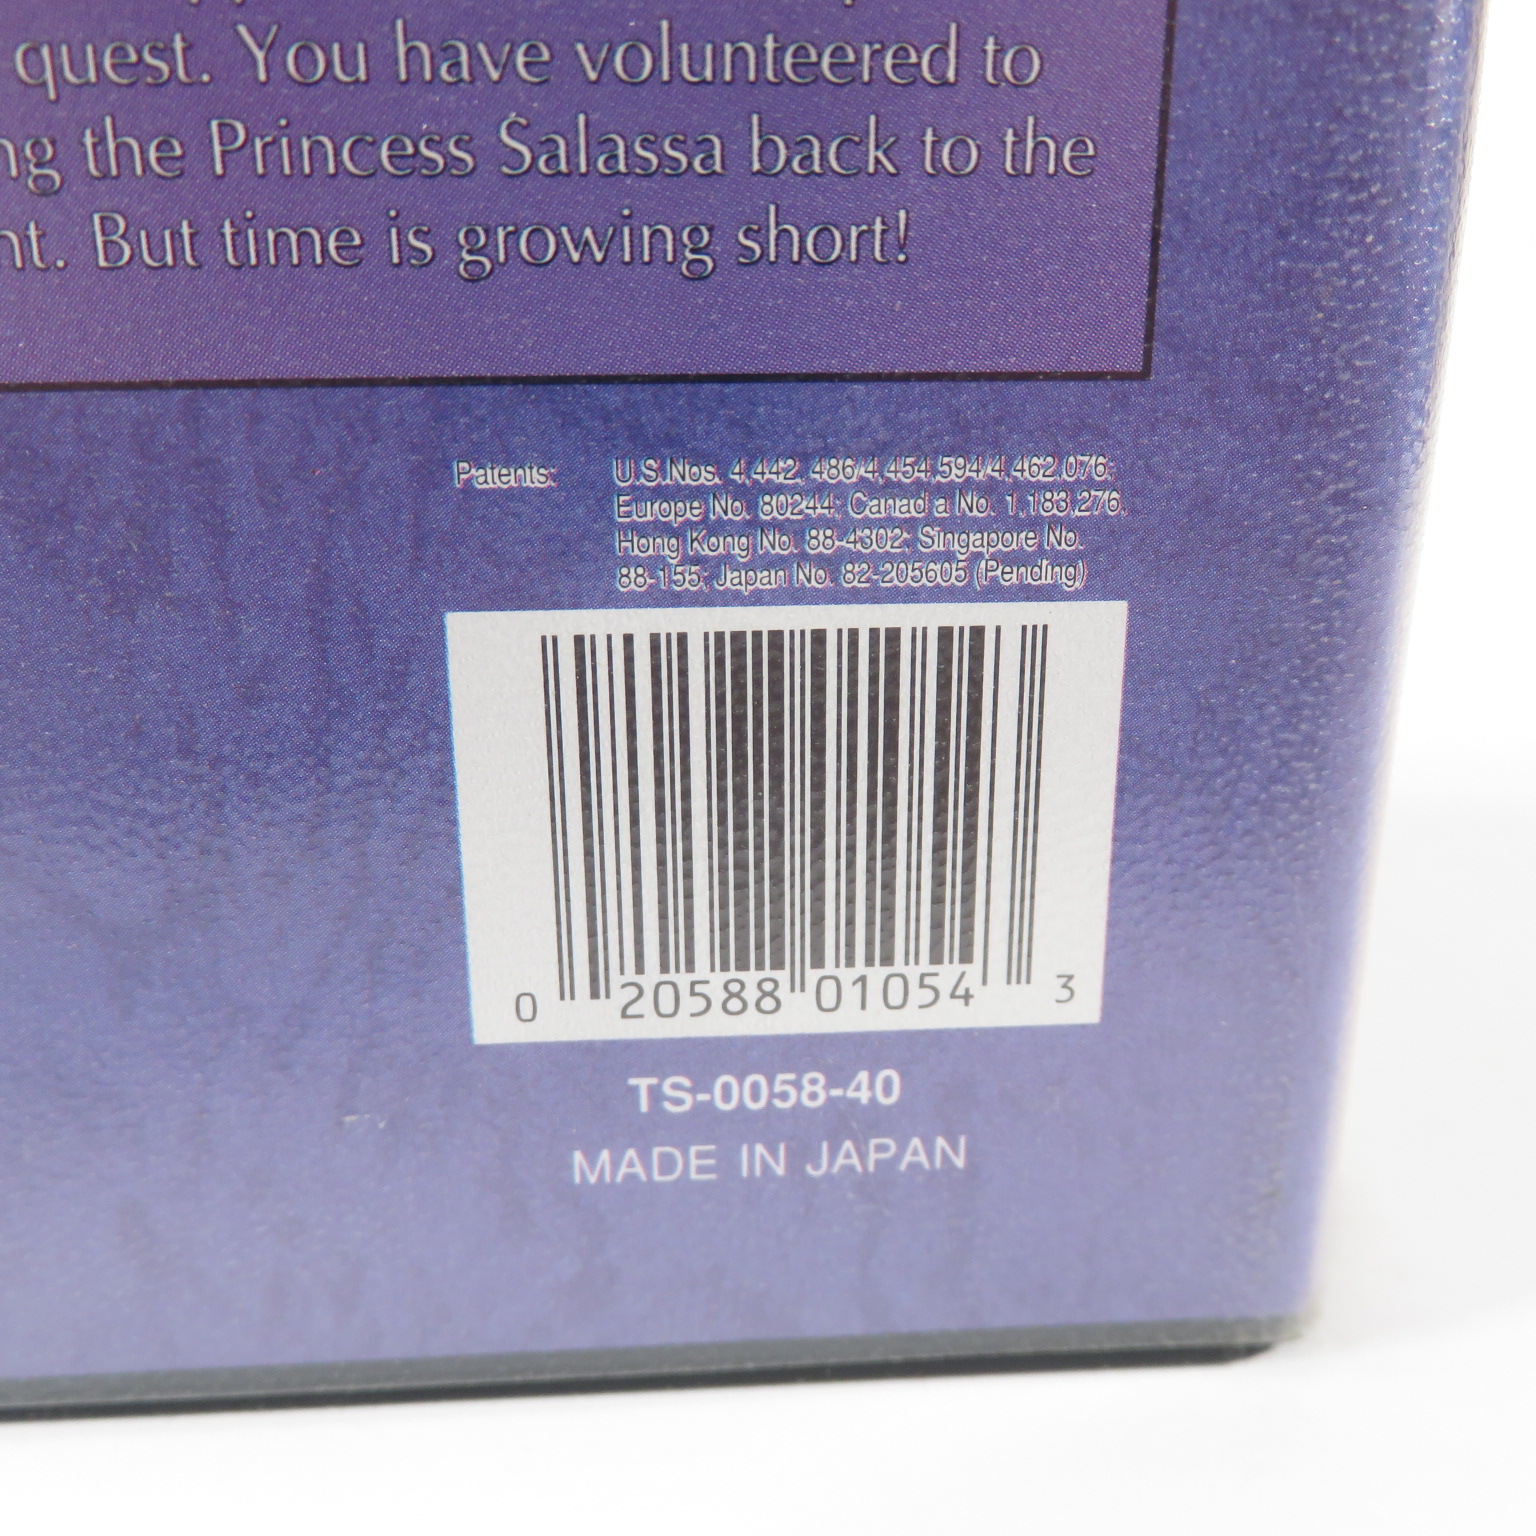 quest. You have volunteered to
the Princess Salassa back to the
But time is growing short!
Patents: U.S.Nos. 4,442, 486/4,454,594/4,462,076;
Europe No. 80244; Canad a No. 1,183,276,
Hong Kong No. 88-4302; Singapore No.
88-155; Japan No. 82-205605 (Pending)
0 20588 01054 3
TS-0058-40
MADE IN JAPAN